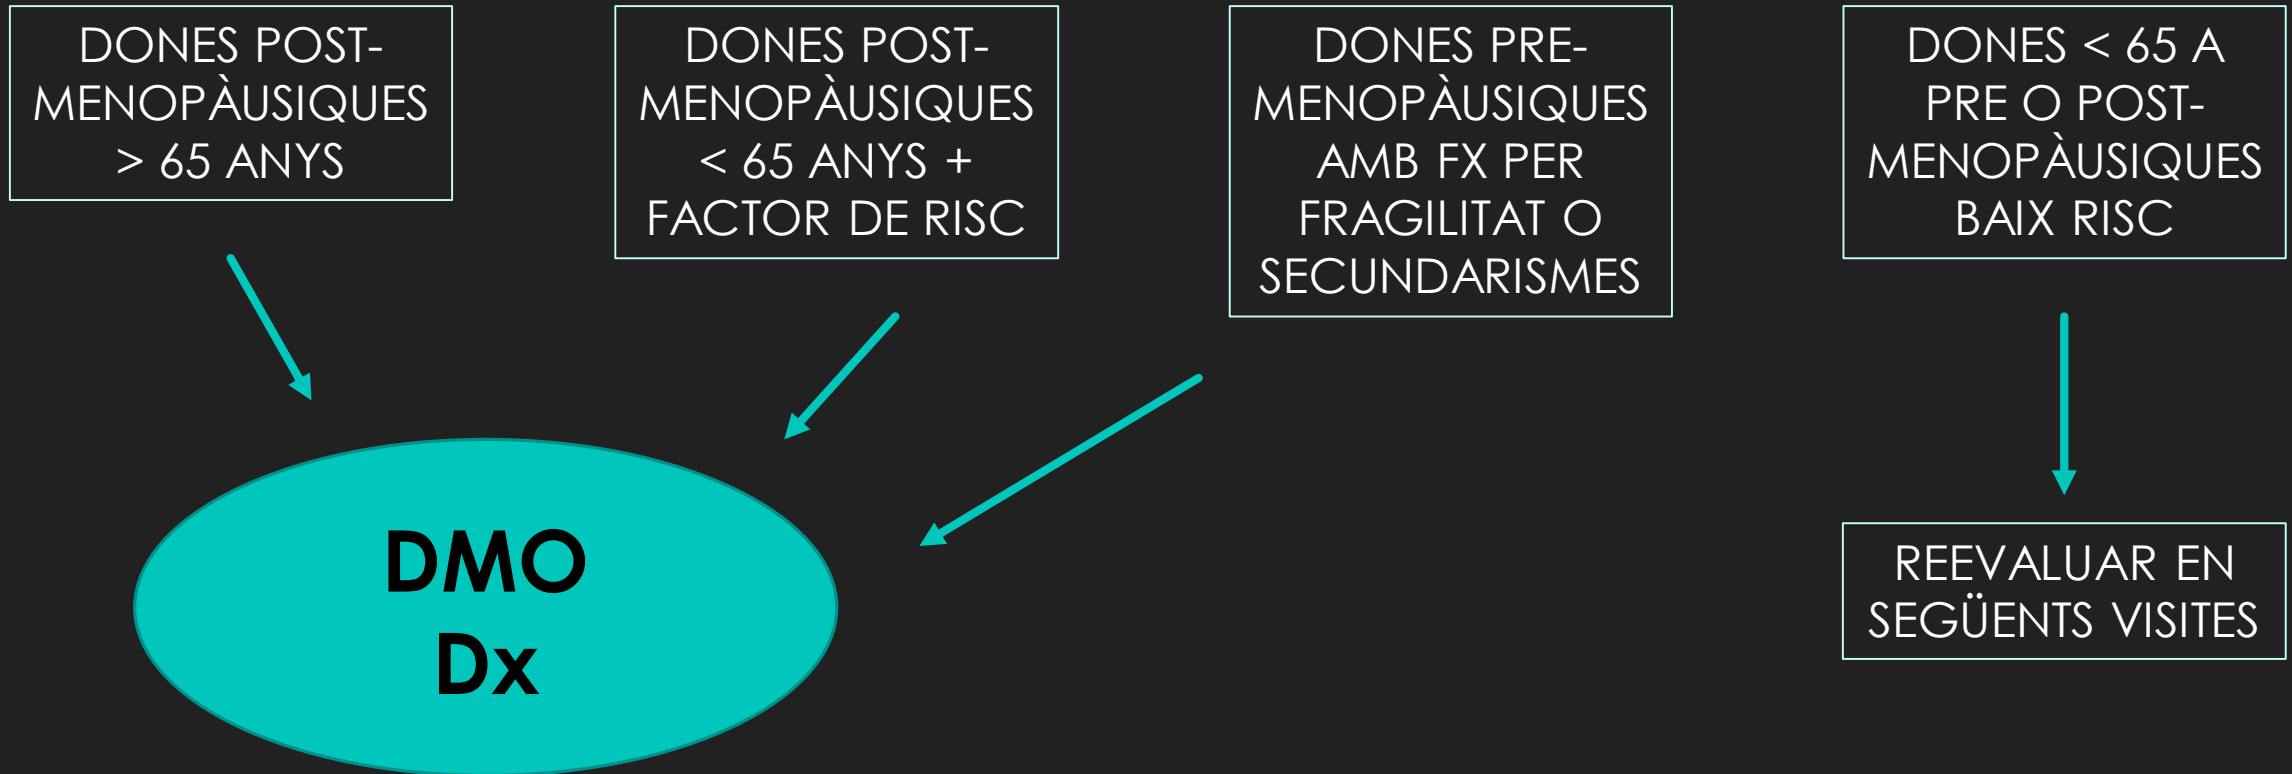 DONES POST-
MENOPÀUSIQUES
> 65 ANYS
DONES POST-
MENOPÀUSIQUES
< 65 ANYS +
FACTOR DE RISC
DONES PRE-
MENOPÀUSIQUES
AMB FX PER
FRAGILITAT O
SECUNDARISMES
DONES < 65 A
PRE O POST-
MENOPÀUSIQUES
BAIX RISC
DMO
Dx
REEVALUAR EN
SEGÜENTS VISITES